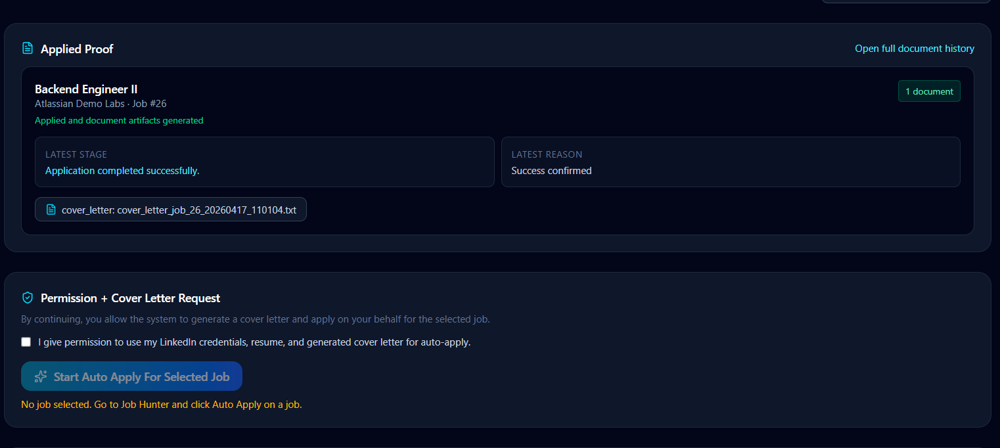 Applied Proof
Open full document history
Backend Engineer II
1 document
Atlassian Demo Labs · Job #26
Applied and document artifacts generated
LATEST STAGE
Application completed successfully.
LATEST REASON
Success confirmed
cover_letter: cover_letter_job_26_20260417_110104.txt
Permission + Cover Letter Request
By continuing, you allow the system to generate a cover letter and apply on your behalf for the selected job.
I give permission to use my LinkedIn credentials, resume, and generated cover letter for auto-apply.
Start Auto Apply For Selected Job
No job selected. Go to Job Hunter and click Auto Apply on a job.